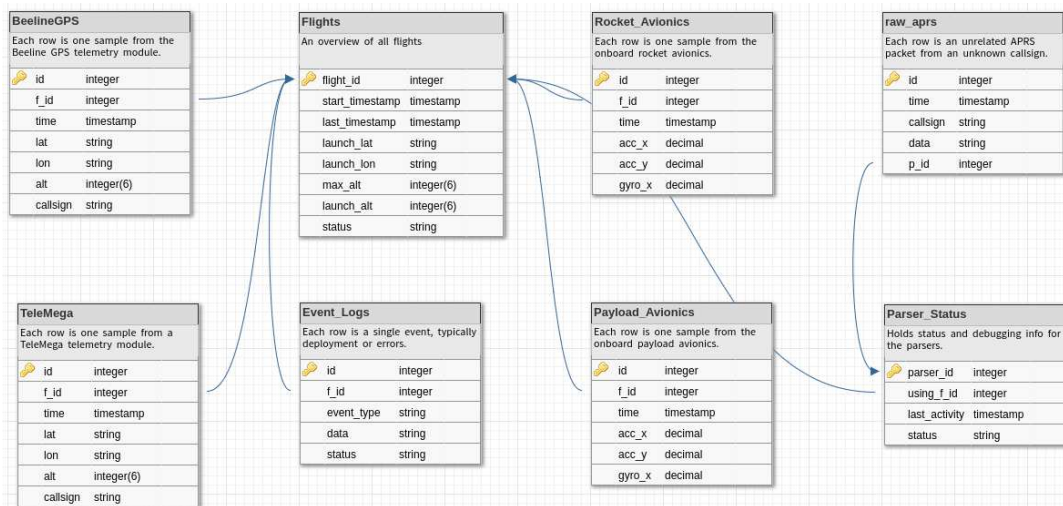 BeelineGPS
Each row is one sample from the
Beeline GPS telemetry module.
id integer
f_id integer
time timestamp
lat string
lon string
alt integer(6)
callsign string
Flights
An overview of all flights
flight_id integer
start_timestamp timestamp
last_timestamp timestamp
launch_lat string
launch_lon string
max_alt integer(6)
launch_alt integer(6)
status string
Rocket_Avionics
Each row is one sample from the
onboard rocket avionics.
id integer
f_id integer
time timestamp
acc_x decimal
acc_y decimal
gyro_x decimal
raw_aprs
Each row is an unrelated APRS
packet from an unknown callsign.
id integer
time timestamp
callsign string
data string
p_id integer
TeleMega
Each row is one sample from a
TeleMega telemetry module.
id integer
f_id integer
time timestamp
lat string
lon string
alt integer(6)
callsign string
Event_Logs
Each row is a single event, typically
deployment or errors.
id integer
f_id integer
event_type string
data string
status string
Payload_Avionics
Each row is one sample from the
onboard payload avionics.
id integer
f_id integer
time timestamp
acc_x decimal
acc_y decimal
gyro_x decimal
Parser_Status
Holds status and debugging info for
the parsers.
parser_id integer
using_f_id integer
last_activity timestamp
status string